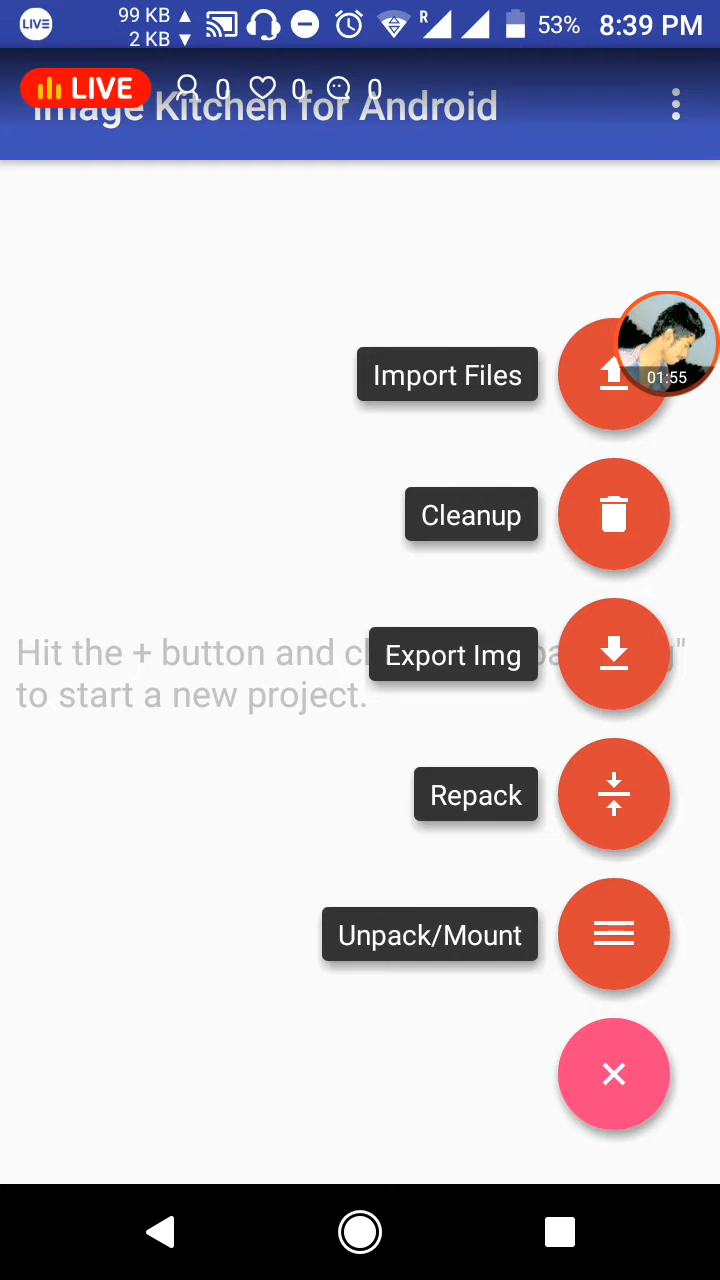 LIVE
99 KB
2 KB
R
53%
8:39 PM
LIVE 0 0 0
Image Kitchen for Android
Import Files
01:55
Cleanup
Hit the + button and cl
Export Img
to start a new project.
Repack
Unpack/Mount